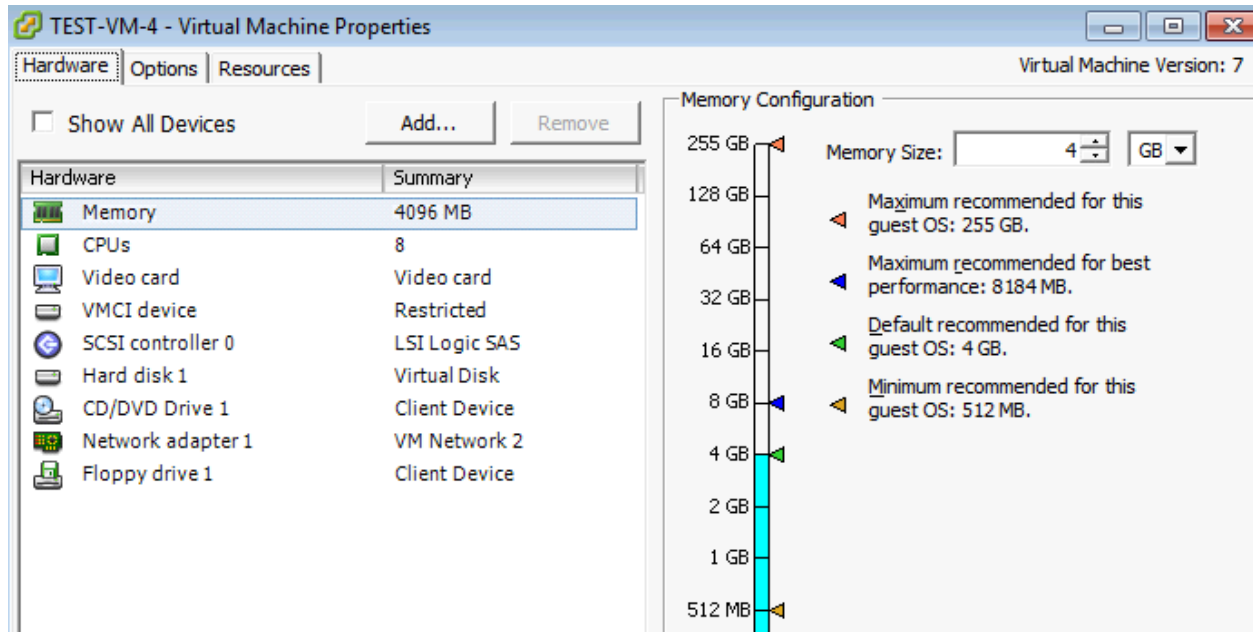 TEST-VM-4 - Virtual Machine Properties
Hardware Options Resources
Virtual Machine Version: 7
Show All Devices
Add... Remove
Hardware Summary
Memory 4096 MB
CPUs 8
Video card Video card
VMCI device Restricted
SCSI controller 0 LSI Logic SAS
Hard disk 1 Virtual Disk
CD/DVD Drive 1 Client Device
Network adapter 1 VM Network 2
Floppy drive 1 Client Device
Memory Configuration
255 GB
128 GB
64 GB
32 GB
16 GB
8 GB
4 GB
2 GB
1 GB
512 MB
Memory Size: 4 GB
Maximum recommended for this
guest OS: 255 GB.
Maximum recommended for best
performance: 8184 MB.
Default recommended for this
guest OS: 4 GB.
Minimum recommended for this
guest OS: 512 MB.